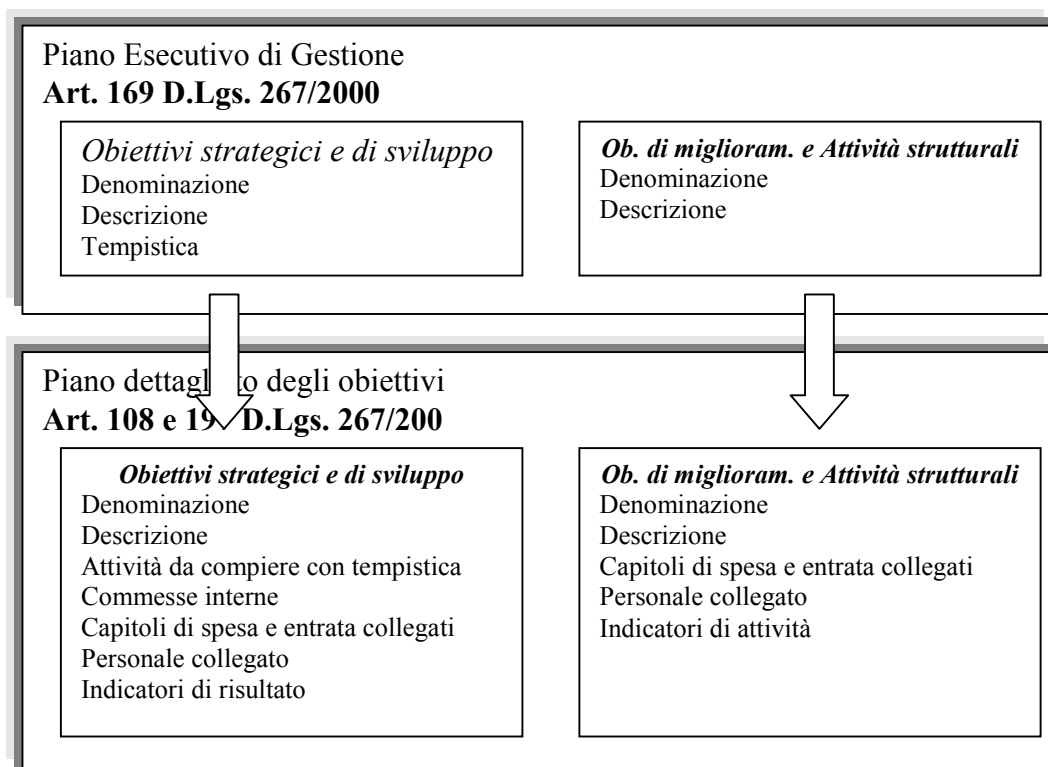 Piano Esecutivo di Gestione
Art. 169 D.Lgs. 267/2000
Obiettivi strategici e di sviluppo
Denominazione
Descrizione
Tempistica
Ob. di miglioram. e Attività strutturali
Denominazione
Descrizione
Piano degli obiettivi
Art. 108 e D.Lgs. 267/200
Obiettivi strategici e di sviluppo
Denominazione
Descrizione
Attività da compiere con tempistica
Commesse interne
Capitoli di spesa e entrata collegati
Personale collegato
Indicatori di risultato
Ob. di miglioram. e Attività strutturali
Denominazione
Descrizione
Capitoli di spesa e entrata collegati
Personale collegato
Indicatori di attività